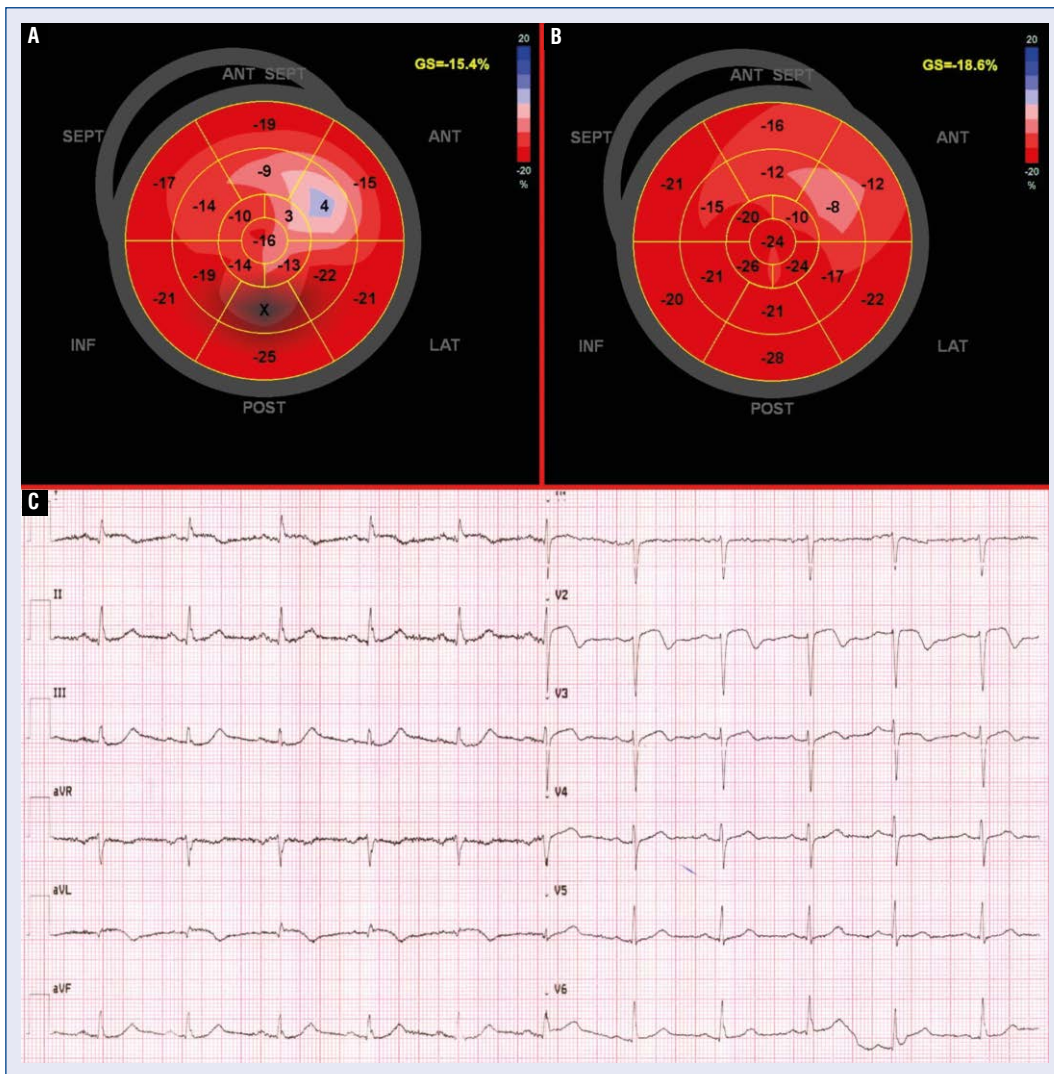 A
ANT SEPT
GS=-15.4%
20
SEPT
ANT
-20
%
-19
-17
-15
-9
-14
4
-10
3
-16
-14
-13
-19
-22
-21
X
-21
-25
INF
LAT
POST
B
ANT SEPT
GS=-18.6%
20
SEPT
ANT
-20
%
-16
-21
-12
-12
-15
-8
-20
-10
-24
-26
-24
-21
-17
-20
-21
-22
-28
INF
LAT
POST
C
II
V2
III
V3
aVR
V4
aVL
V5
aVF
V6